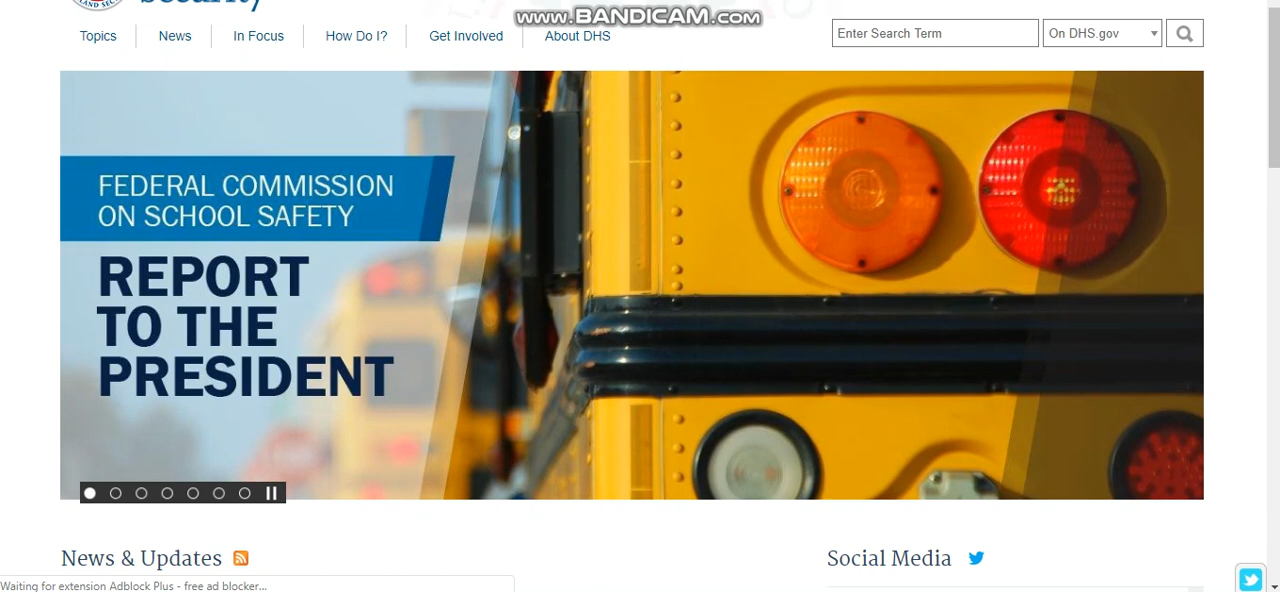 Security
www.BANDICAM.com
Topics
News
In Focus
How Do I?
Get Involved
About DHS
Enter Search Term
On DHS.gov
FEDERAL COMMISSION
ON SCHOOL SAFETY
REPORT
TO THE
PRESIDENT
News & Updates
Social Media
Waiting for extension Adblock Plus - free ad blocker...